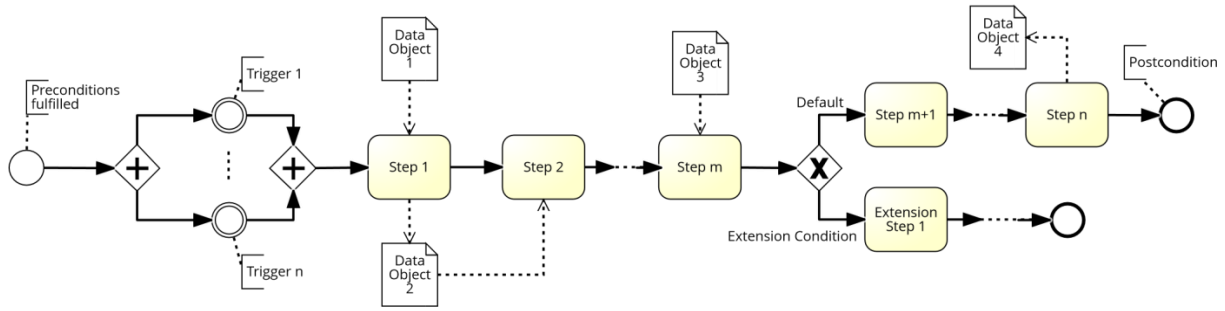 Preconditions
fulfilled
Trigger 1
Trigger n
Data
Object
1
Step 1
Data
Object
2
Step 2
Data
Object
3
Step m
Default
Extension Condition
Step m+1
Extension
Step 1
Data
Object
4
Step n
Postcondition